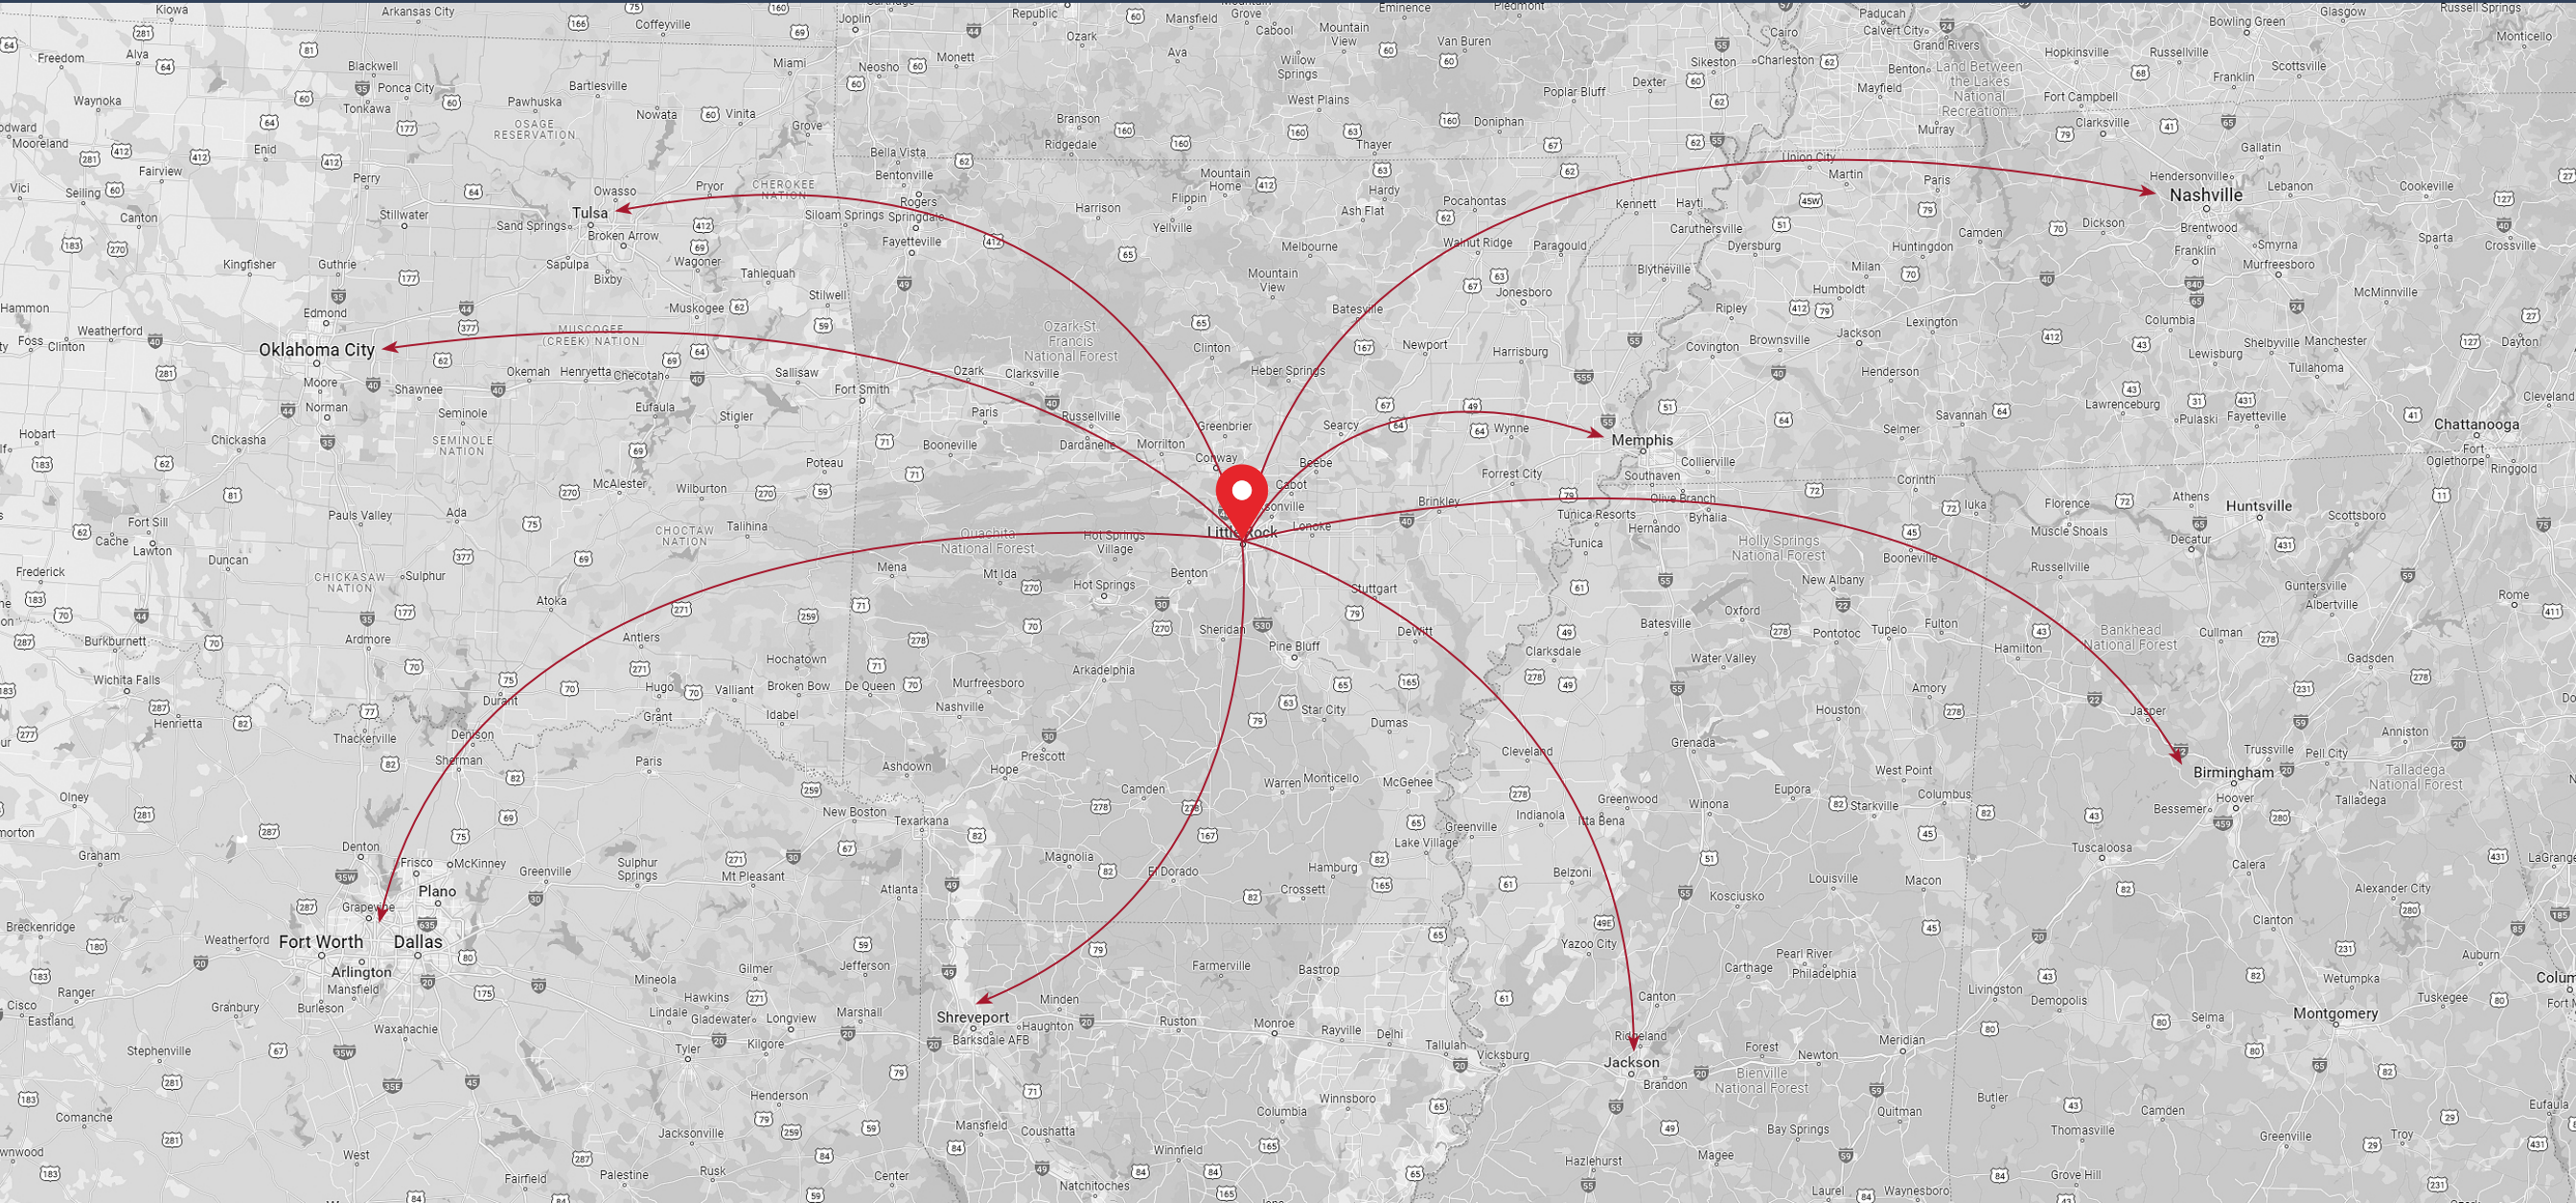 Kiowa
Arkansas City
Coffeyville
Joplin
Republic
Mansfield
Grove
Cabool
Mountain
View
Eminence
Piedmont
Cairo
Paducah
Calvert City
Grand Rivers
Bowling Green
Glasgow
Russell Springs
Monticello
Freedom
Alva
Blackwell
Ponca City
Tonkawa
Bartlesville
Pawhuska
Nowata
Vinita
Miami
Neosho
Monett
Ozark
Ava
Willow
Springs
West Plains
Van Buren
Poplar Bluff
Dexter
Sikeston
Charleston
Benton
Mayfield
Murray
Land Between
the Lakes
National
Recreation...
Hopkinsville
Russellville
Franklin
Scottsville
Fort Campbell
Clarksville
Waynoka
Mooreland
OSAGE
RESERVATION
Grove
Branson
Ridgedale
Thayer
Doniphan
Gallatin
Enid
Fairview
Perry
Vici
Seiling
Canton
Stillwater
Owasso
Tulsa
Sand Springs
Broken Arrow
Sapulpa
Bixby
Pryor
CHEROKEE
NATION
Wagoner
Tahlequah
Bella Vista
Bentonville
Rogers
Siloam Springs
Springdale
Fayetteville
Harrison
Mountain
Home
Flippin
Yellville
Hardy
Ash Flat
Melbourne
Mountain
View
Pocahontas
Walnut Ridge
Paragould
Kennett
Hayti
Caruthersville
Blytheville
Union City
Martin
Paris
Dyersburg
Huntingdon
Camden
Milan
Humboldt
Hendersonville
Nashville
Lebanon
Cookeville
Dickson
Brentwood
Franklin
Smyrna
Murfreesboro
Sparta
Crossville
Kingfisher
Guthrie
Edmond
Hammon
Weatherford
Foss
Clinton
Oklahoma City
Moore
Norman
Shawnee
Seminole
Okemah
Henryetta
Checotah
Muskogee
MUSCOGEE
(CREEK) NATION
Stilwell
Sallisaw
Fort Smith
Ozark
Clarksville
Ozark-St.
Francis
National Forest
Clinton
Heber Springs
Batesville
Newport
Jonesboro
Harrisburg
Ripley
Covington
Brownsville
Jackson
Lexington
Henderson
Columbia
Lewisburg
McMinnville
Shelbyville
Manchester
Tullahoma
Dayton
Cleveland
Hobart
Chickasha
SEMINOLE
NATION
Eufaula
Stigler
Poteau
Paris
Booneville
Russellville
Dardanelle
Morrilton
Greenbrier
Conway
Searcy
Beebe
Cabot
Wynne
Forrest City
Brinkley
Memphis
Collierville
Southaven
Olive Branch
Selmer
Savannah
Lawrenceburg
Pulaski
Fayetteville
Chattanooga
Fort
Oglethorpe
Ringgold
McAlester
Wilburton
Fort Sill
Cache
Lawton
Pauls Valley
Ada
Duncan
CHOCTAW
NATION
Talihina
Ouachita
National Forest
Hot Springs
Village
Little Rock
Lonoke
Tunica Resorts
Hernando
Byhalia
Tunica
Corinth
Iuka
Holly Springs
National Forest
Booneville
Florence
Muscle Shoals
Athens
Decatur
Huntsville
Scottsboro
Frederick
CHICKASAW
NATION
Sulphur
Mena
Mt Ida
Hot Springs
Benton
Stuttgart
New Albany
Russellville
Guntersville
Albertville
Rome
Burkburnett
Ardmore
Atoka
Antlers
Sheridan
Pine Bluff
DeWitt
Clarksdale
Batesville
Oxford
Pontotoc
Tupelo
Fulton
Hamilton
Bankhead
National Forest
Cullman
Gadsden
Wichita Falls
Henrietta
Thackerville
Durant
Denison
Sherman
Hugo
Grant
Valliant
Hochatown
Broken Bow
Idabel
De Queen
Murfreesboro
Nashville
Arkadelphia
Star City
Dumas
Water Valley
Houston
Amory
Jasper
Anniston
Olney
Paris
Ashdown
Hope
Prescott
Camden
Warren
Monticello
McGehee
Cleveland
Grenada
West Point
Columbus
Trussville
Pell City
Birmingham
Hoover
Bessemer
Talladega
Talladega
National Forest
Graham
Denton
Frisco
McKinney
Plano
Grapevine
Greenville
Sulphur
Springs
Mt Pleasant
New Boston
Texarkana
Atlanta
Magnolia
El Dorado
Hamburg
Crossett
Lake Village
Greenville
Indianola
Greenwood
Itta Bena
Winona
Eupora
Starkville
Belzoni
Kosciusko
Louisville
Macon
Tuscaloosa
Calera
LaGrange
Alexander City
Clanton
Breckenridge
Weatherford
Fort Worth
Dallas
Arlington
Mansfield
Burleson
Granbury
Waxahachie
Ranger
Cisco
Eastland
Mineola
Gilmer
Jefferson
Hawkins
Lindale
Gladewater
Longview
Marshall
Tyler
Kilgore
Shreveport
Haughton
Barksdale AFB
Minden
Farmerville
Bastrop
Ruston
Monroe
Rayville
Delhi
Tallulah
Vicksburg
Yazoo City
Canton
Ridgeland
Jackson
Brandon
Carthage
Pearl River
Philadelphia
Forest
Newton
Meridian
Bienville
National Forest
Livingston
Demopolis
Selma
Wetumpka
Montgomery
Tuskegee
Auburn
Stephenville
Comanche
Henderson
Jacksonville
West
Fairfield
Palestine
Rusk
Center
Mansfield
Coushatta
Natchitoches
Winnfield
Columbia
Winnsboro
Hazlehurst
Magee
Bay Springs
Laurel
Quitman
Waynesboro
Butler
Thomasville
Grove Hill
Camden
Greenville
Troy
Eufaula